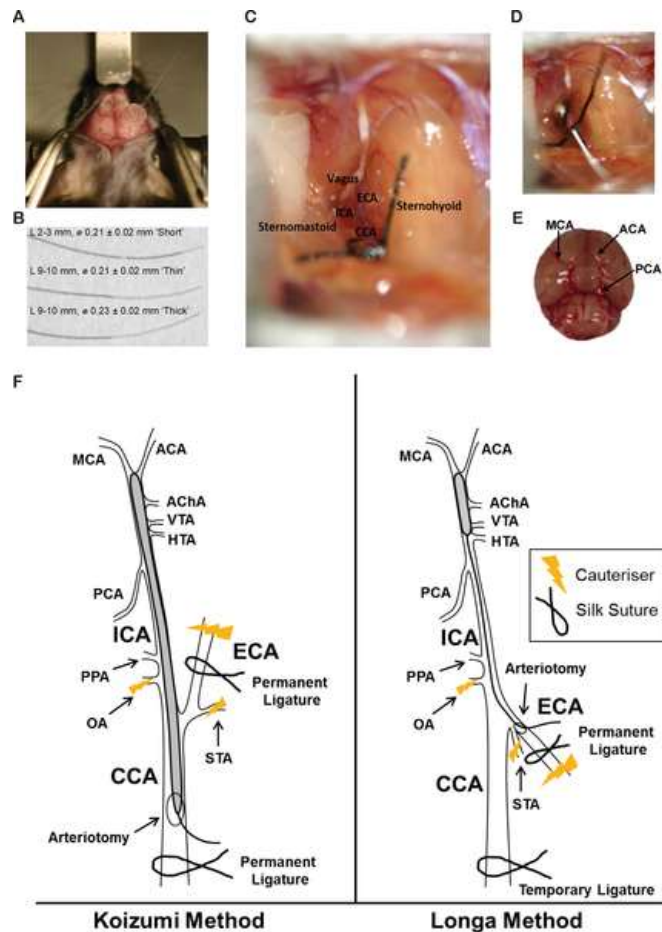 A
B
L 2-3 mm, ø 0.21 ± 0.02 mm 'Short'
L 9-10 mm, ø 0.21 ± 0.02 mm 'Thin'
L 9-10 mm, ø 0.23 ± 0.02 mm 'Thick'
C
Vagus
ECA
ICA
Sternohyoid
Sternomastoid
CCA
D
E
MCA
ACA
PCA
F
MCA
ACA
AChA
VTA
HTA
PCA
ICA
ECA
PPA
Permanent
Ligature
OA
STA
CCA
Arteriotomy
Permanent
Ligature
Koizumi Method
MCA
ACA
AChA
VTA
HTA
Cauteriser
Silk Suture
PCA
ICA
PPA
Arteriotomy
ECA
OA
Permanent
Ligature
CCA
STA
Temporary Ligature
Longa Method